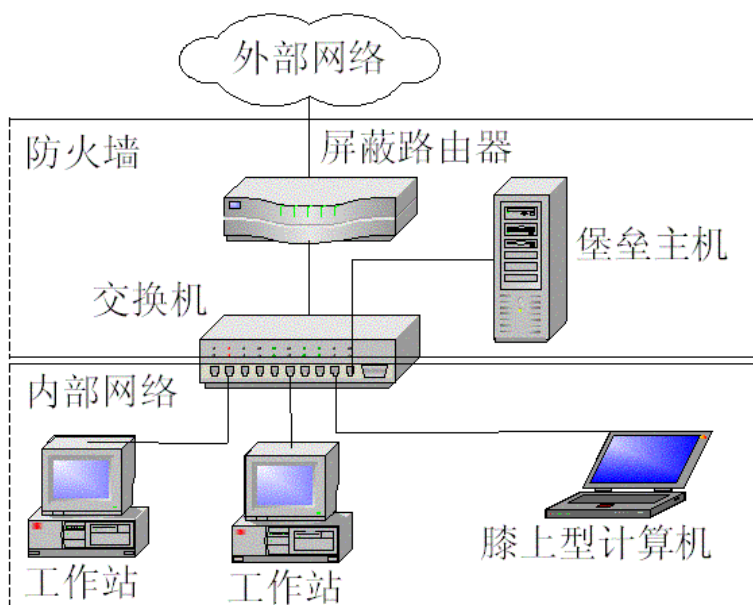 外部网络
防火墙
屏蔽路由器
堡垒主机
交换机
内部网络
膝上型计算机
工作站
工作站